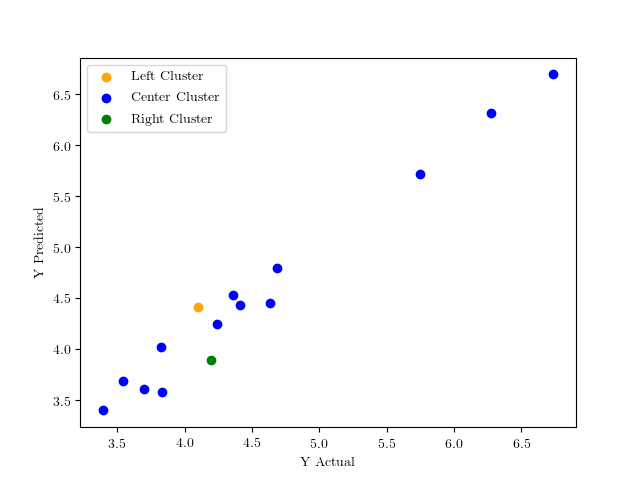 Left Cluster
Center Cluster
Right Cluster
6.5
6.0
5.5
5.0
4.5
4.0
3.5
Y Predicted
3.5 4.0 4.5 5.0 5.5 6.0 6.5
Y Actual